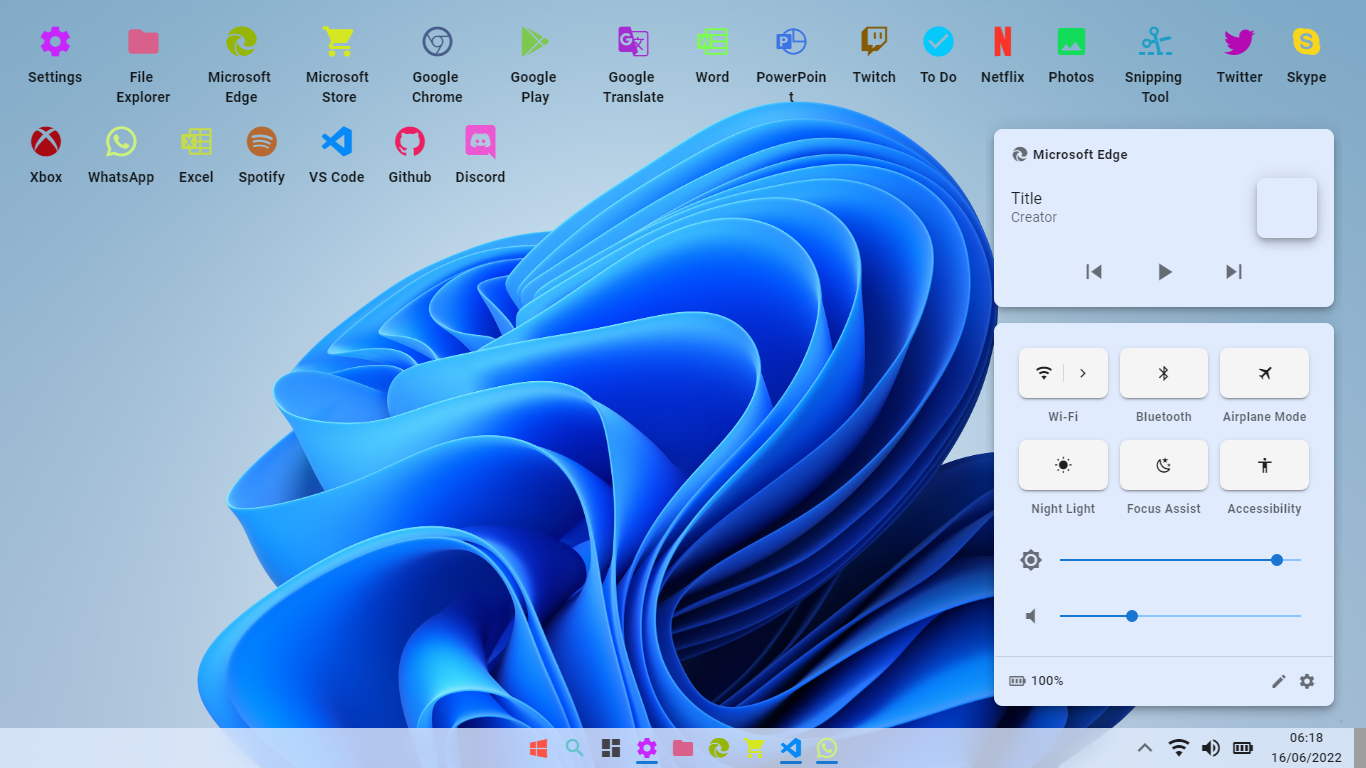 Settings
File Explorer
Microsoft Edge
Microsoft Store
Google Chrome
Google Play
Google Translate
Word
PowerPoin
t
Twitch
To Do
Netflix
Photos
Snipping Tool
Twitter
Skype
Xbox
WhatsApp
Excel
Spotify
VS Code
Github
Discord
Microsoft Edge
Title
Creator
Wi-Fi
Bluetooth
Airplane Mode
Night Light
Focus Assist
Accessibility
100%
06:18
16/06/2022